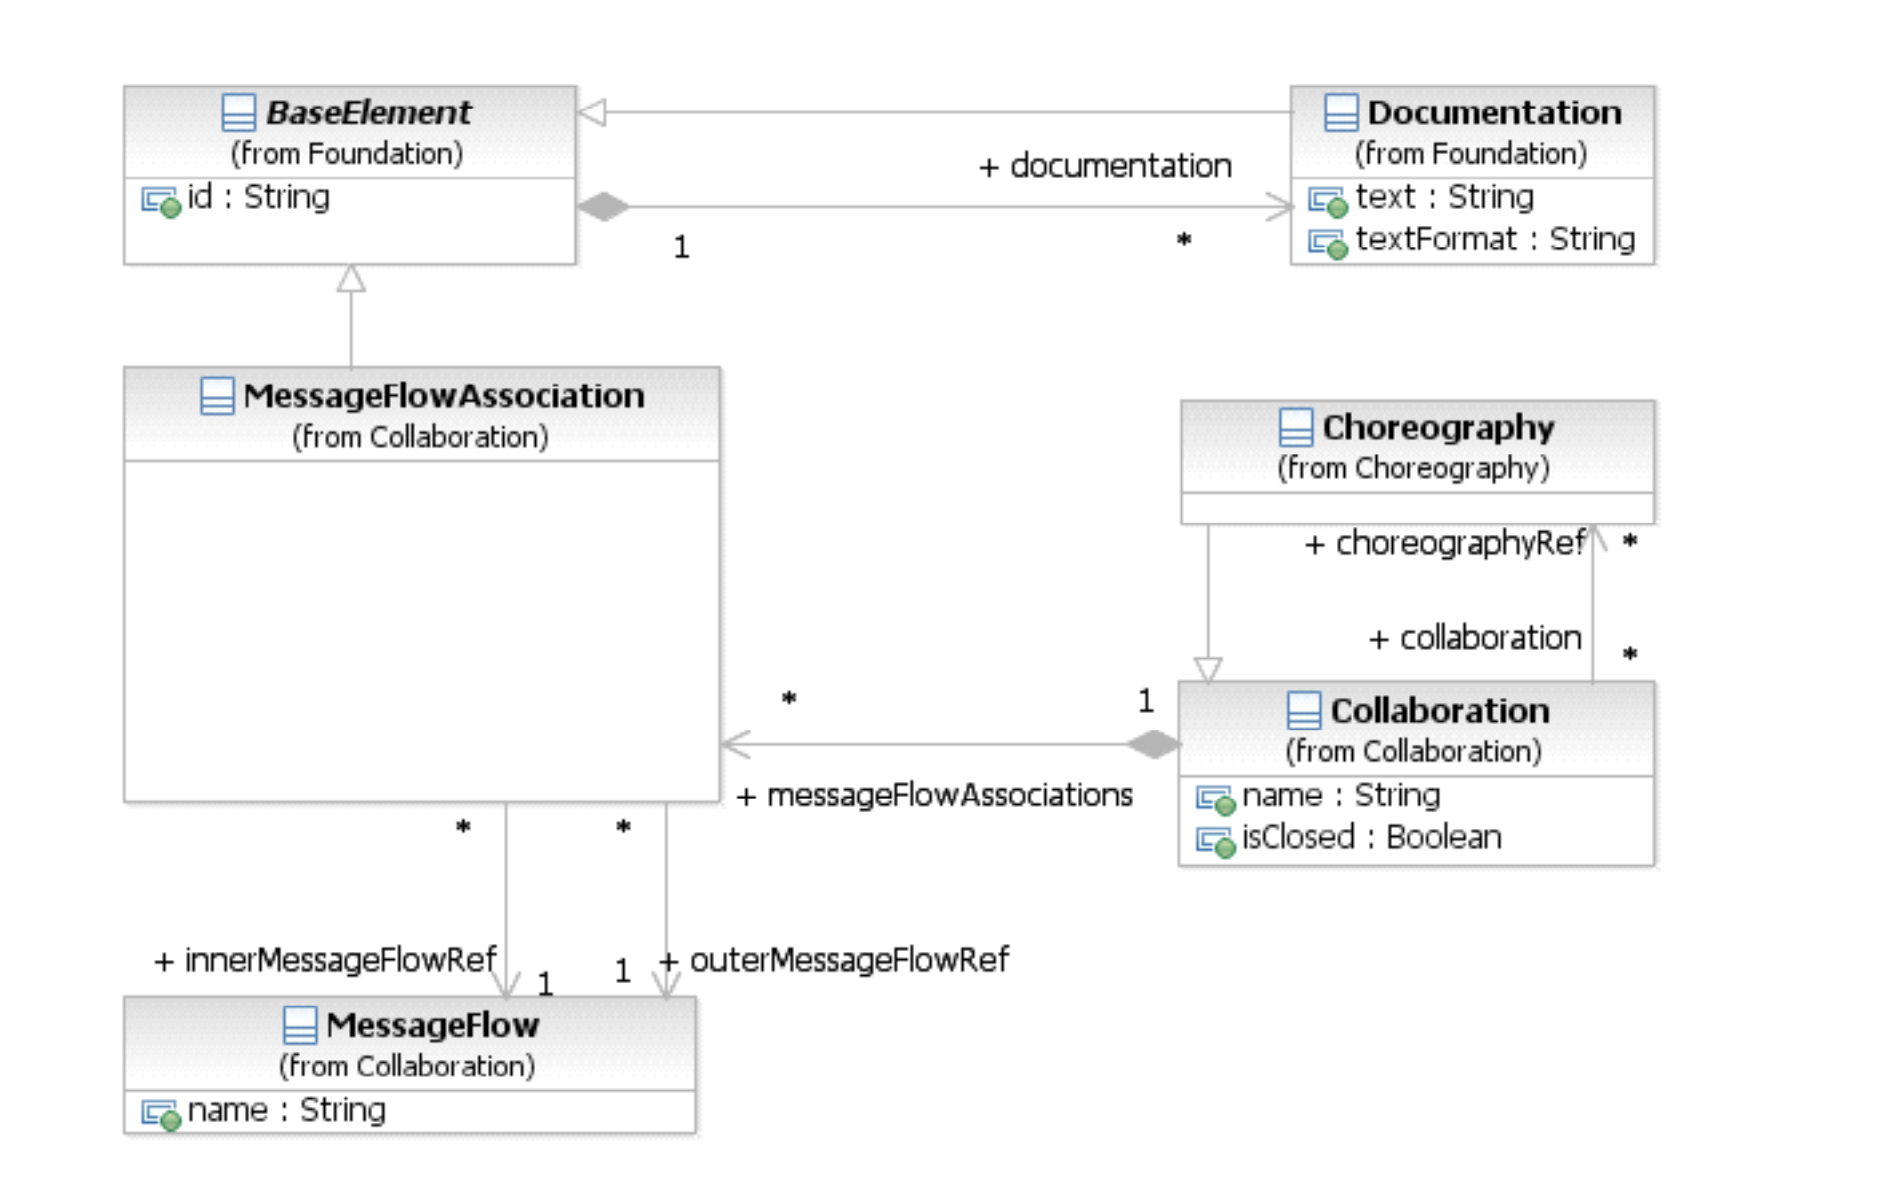 BaseElement
(from Foundation)
id : String
Documentation
(from Foundation)
text : String
textFormat : String
+ documentation
1
*
MessageFlowAssociation
(from Collaboration)
Choreography
(from Choreography)
+ choreographyRef
*
+ collaboration
*
*
1
+ messageFlowAssociations
Collaboration
(from Collaboration)
name : String
isClosed : Boolean
*
*
+ innerMessageFlowRef
1
1
+ outerMessageFlowRef
MessageFlow
(from Collaboration)
name : String